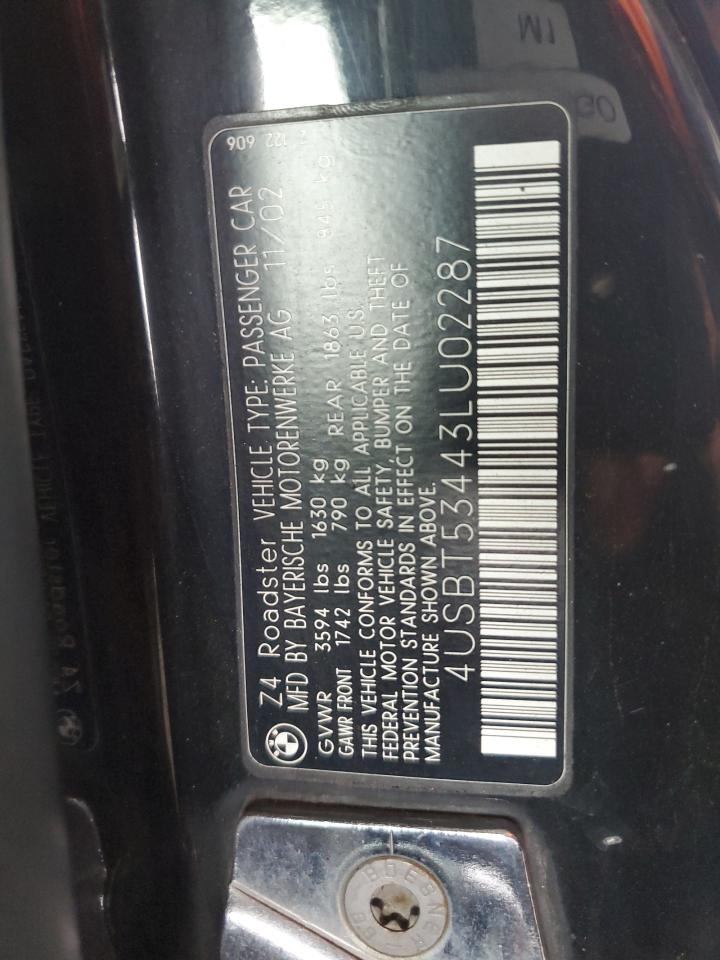 Z4 Roadster VEHICLE TYPE: PASSENGER CAR
MFD BY BAYERISCHE MOTORENWERKE AG 11/02
GVWR 3594 lbs 1630 kg
GAWR FRONT 1742 lbs 790 kg REAR 1863 lbs 845 kg
THIS VEHICLE CONFORMS TO ALL APPLICABLE U.S.
FEDERAL MOTOR VEHICLE SAFETY, BUMPER AND THEFT
PREVENTION STANDARDS IN EFFECT ON THE DATE OF
MANUFACTURE SHOWN ABOVE.
4USBT53443LU02287
606
BOESNER